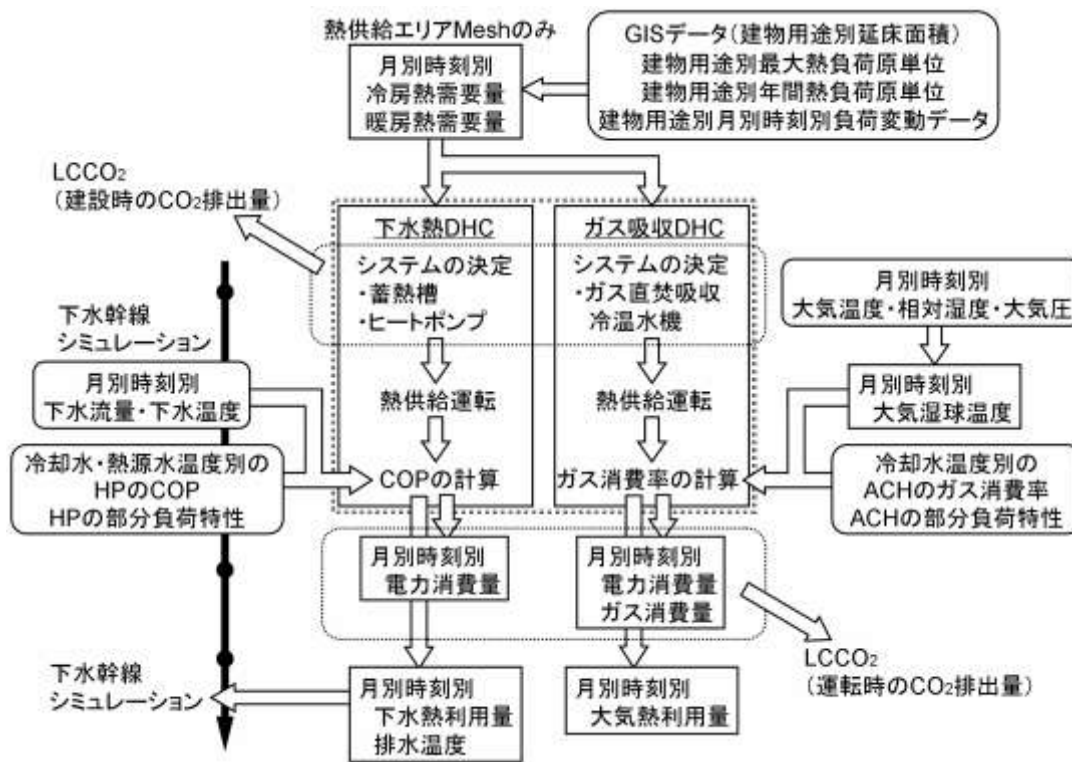 熱供給エリアMeshのみ
月別時刻別
冷房熱需要量
暖房熱需要量
GISデータ(建物用途別延床面積)
建物用途別最大熱負荷原単位
建物用途別年間熱負荷原単位
建物用途別月別時刻別負荷変動データ
LCCO₂
(建設時のCO₂排出量)
下水熱DHC
システムの決定
・蓄熱槽
・ヒートポンプ
熱供給運転
COPの計算
ガス吸収DHC
システムの決定
・ガス直焚吸収
冷温水機
熱供給運転
ガス消費率の計算
下水幹線
シミュレーション
月別時刻別
下水流量・下水温度
冷却水・熱源水温度別の
HPのCOP
HPの部分負荷特性
月別時刻別
大気温度・相対湿度・大気圧
月別時刻別
大気湿球温度
冷却水温度別の
ACHのガス消費率
ACHの部分負荷特性
月別時刻別
電力消費量
月別時刻別
電力消費量
ガス消費量
LCCO₂
(運転時のCO₂排出量)
下水幹線
シミュレーション
月別時刻別
下水熱利用量
排水温度
月別時刻別
大気熱利用量